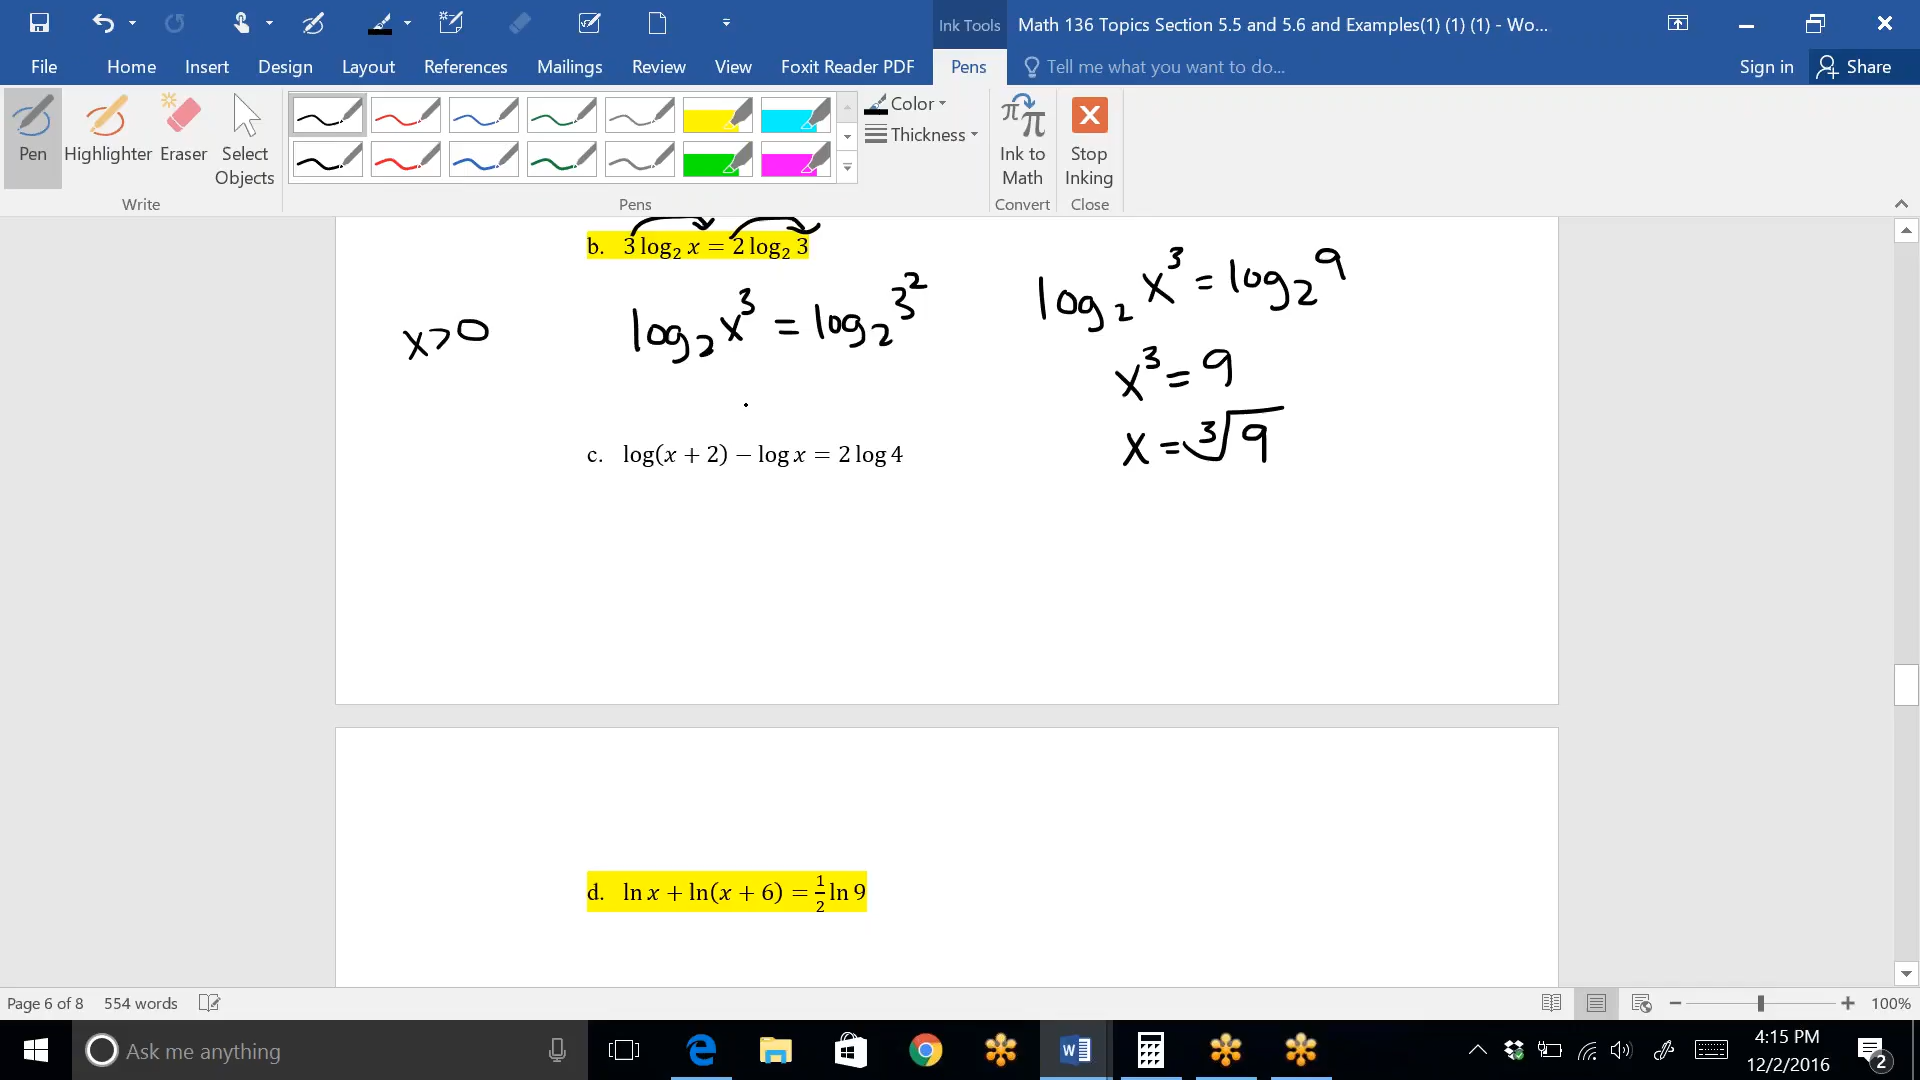 Ink Tools
Math 136 Topics Section 5.5 and 5.6 and Examples(1) (1) (1) - Wo...
File Home Insert Design Layout References Mailings Review View Foxit Reader PDF Pens Tell me what you want to do... Sign in Share
Pen Highlighter Eraser Select Objects
Color
Thickness
Ink to Math
Stop Inking
Write Pens Convert Close
b. 3 log₂ x = 2 log₂ 3
x > 0
log₂ x³ = log₂ 3²
log₂ x³ = log₂ 9
x³ = 9
x = ∛9
c. log(x + 2) − log x = 2 log 4
d. ln x + ln(x + 6) = ½ ln 9
Page 6 of 8 554 words 100%
Ask me anything
4:15 PM
12/2/2016
2